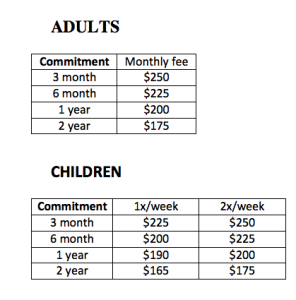 ADULTS
Commitment Monthly fee
3 month $250
6 month $225
1 year $200
2 year $175
CHILDREN
Commitment 1x/week 2x/week
3 month $225 $250
6 month $200 $225
1 year $190 $200
2 year $165 $175